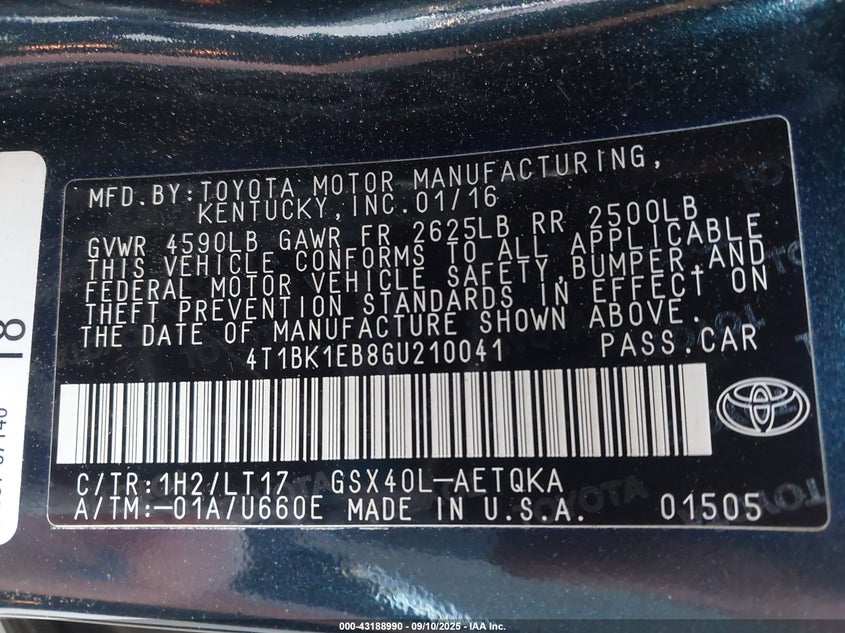 MFD.BY:TOYOTA MOTOR MANUFACTURING,
KENTUCKY,INC.01/16
GVWR 4590LB GAWR FR 2625LB RR 2500LB
THIS VEHICLE CONFORMS TO ALL APPLICABLE
FEDERAL MOTOR VEHICLE SAFETY,BUMPER,AND
THEFT PREVENTION STANDARDS IN EFFECT ON
THE DATE OF MANUFACTURE SHOWN ABOVE.
4T1BK1EB8GU210041 PASS.CAR
C/TR:1H2/LT17 GSX40L-AETQKA
A/TM:-01A/U660E MADE IN U.S.A. 01505
18
000-43188990 - 09/10/2025 - IAA Inc.